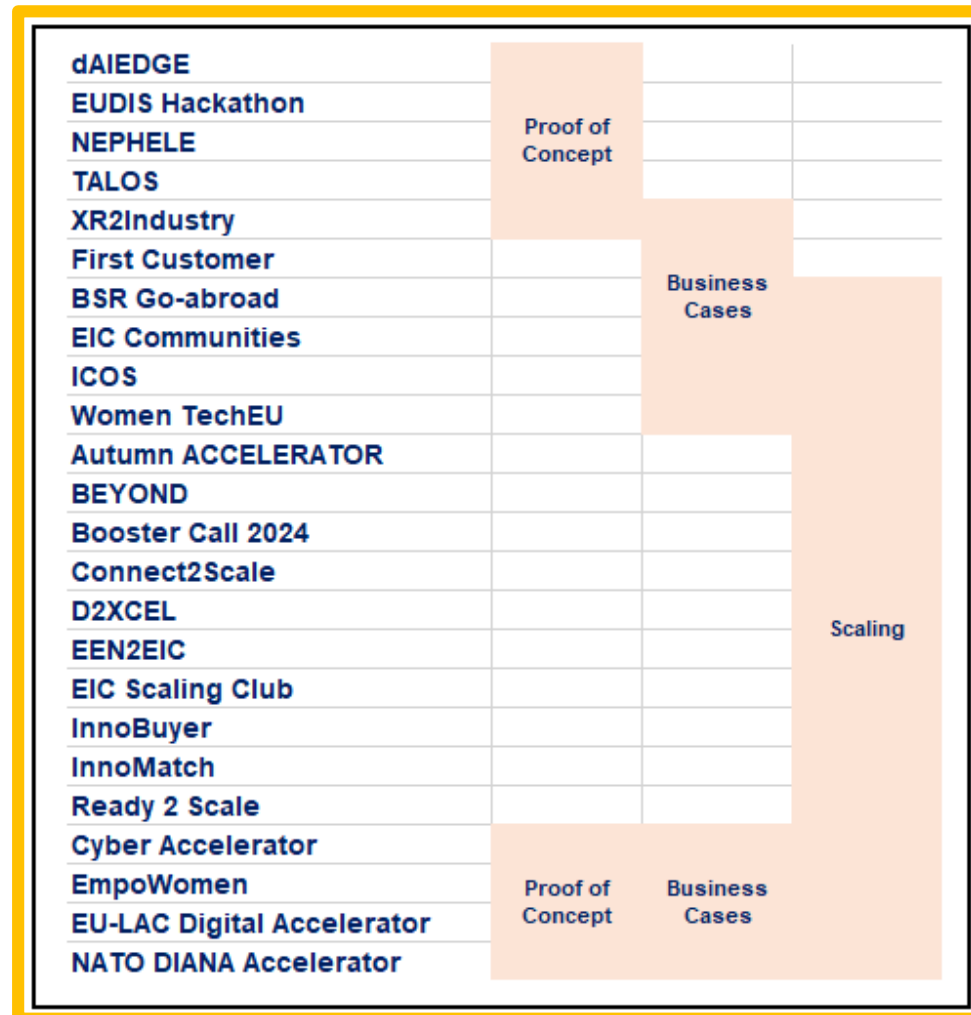 dAIEDGE
EUDIS Hackathon
NEPHELE
TALOS
XR2Industry
First Customer
BSR Go-abroad
EIC Communities
ICOS
Women TechEU
Autumn ACCELERATOR
BEYOND
Booster Call 2024
Connect2Scale
D2XCEL
EEN2EIC
EIC Scaling Club
InnoBuyer
InnoMatch
Ready 2 Scale
Cyber Accelerator
EmpoWomen
EU-LAC Digital Accelerator
NATO DIANA Accelerator
Proof of
Concept
Business
Cases
Scaling
Proof of
Concept
Business
Cases